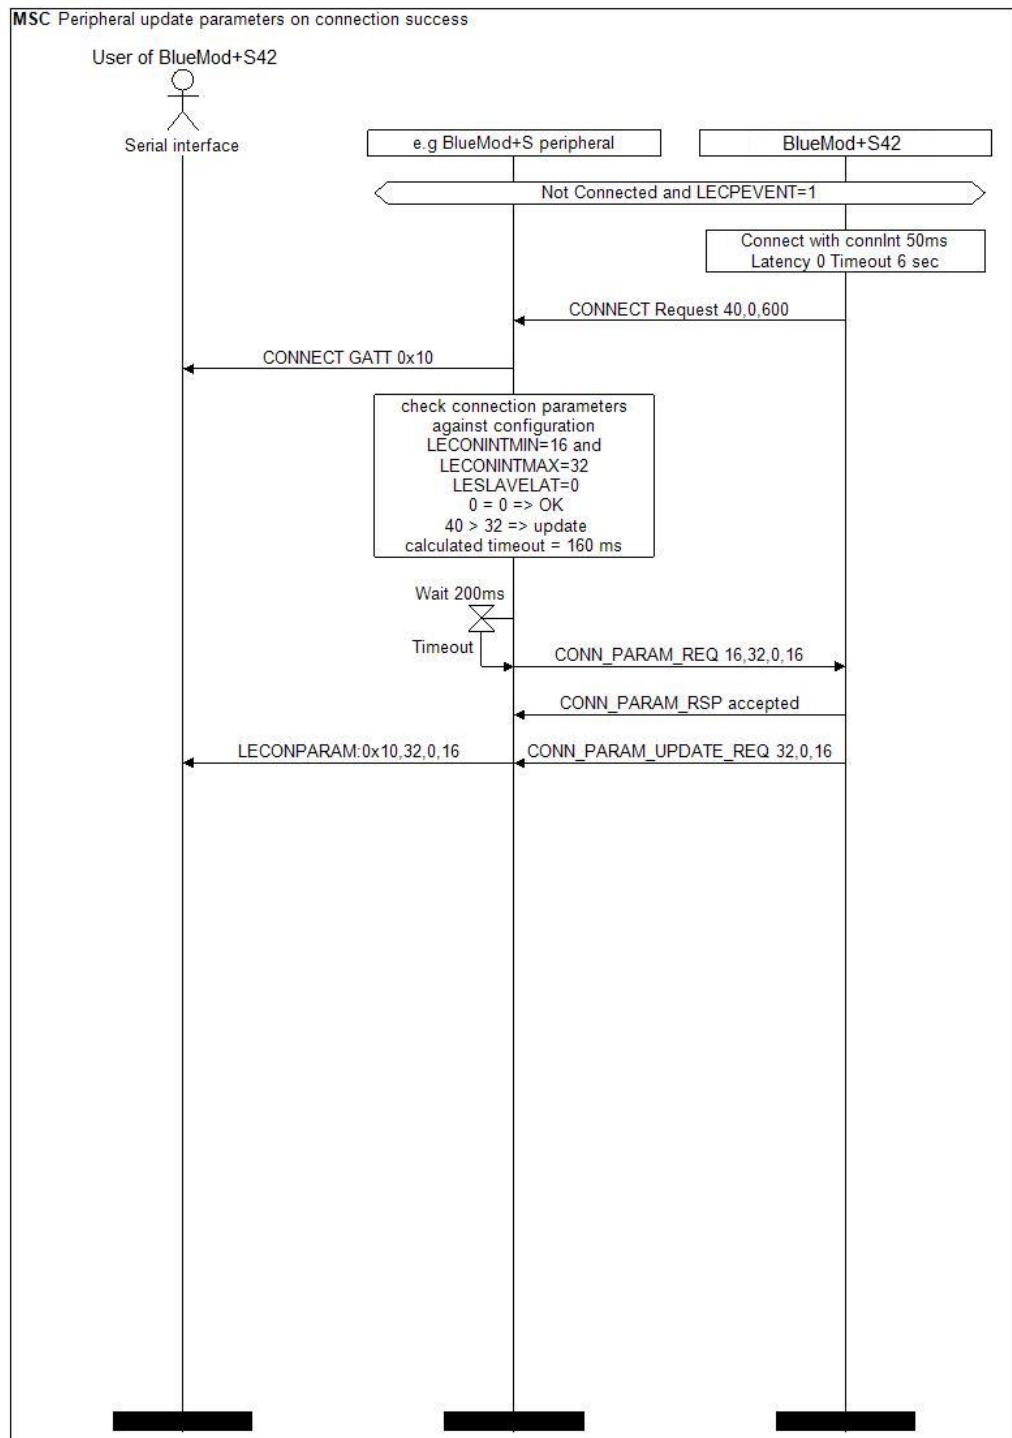 MSC Peripheral update parameters on connection success
User of BlueMod+S42
Serial interface
e.g BlueMod+S peripheral
BlueMod+S42
Not Connected and LECPEVENT=1
Connect with connInt 50ms
Latency 0 Timeout 6 sec
CONNECT Request 40,0,600
CONNECT GATT 0x10
check connection parameters
against configuration
LECONINTMIN=16 and
LECONINTMAX=32
LESLAVELAT=0
0 = 0 => OK
40 > 32 => update
calculated timeout = 160 ms
Wait 200ms
Timeout
CONN_PARAM_REQ 16,32,0,16
CONN_PARAM_RSP accepted
LECONPARAM:0x10,32,0,16
CONN_PARAM_UPDATE_REQ 32,0,16